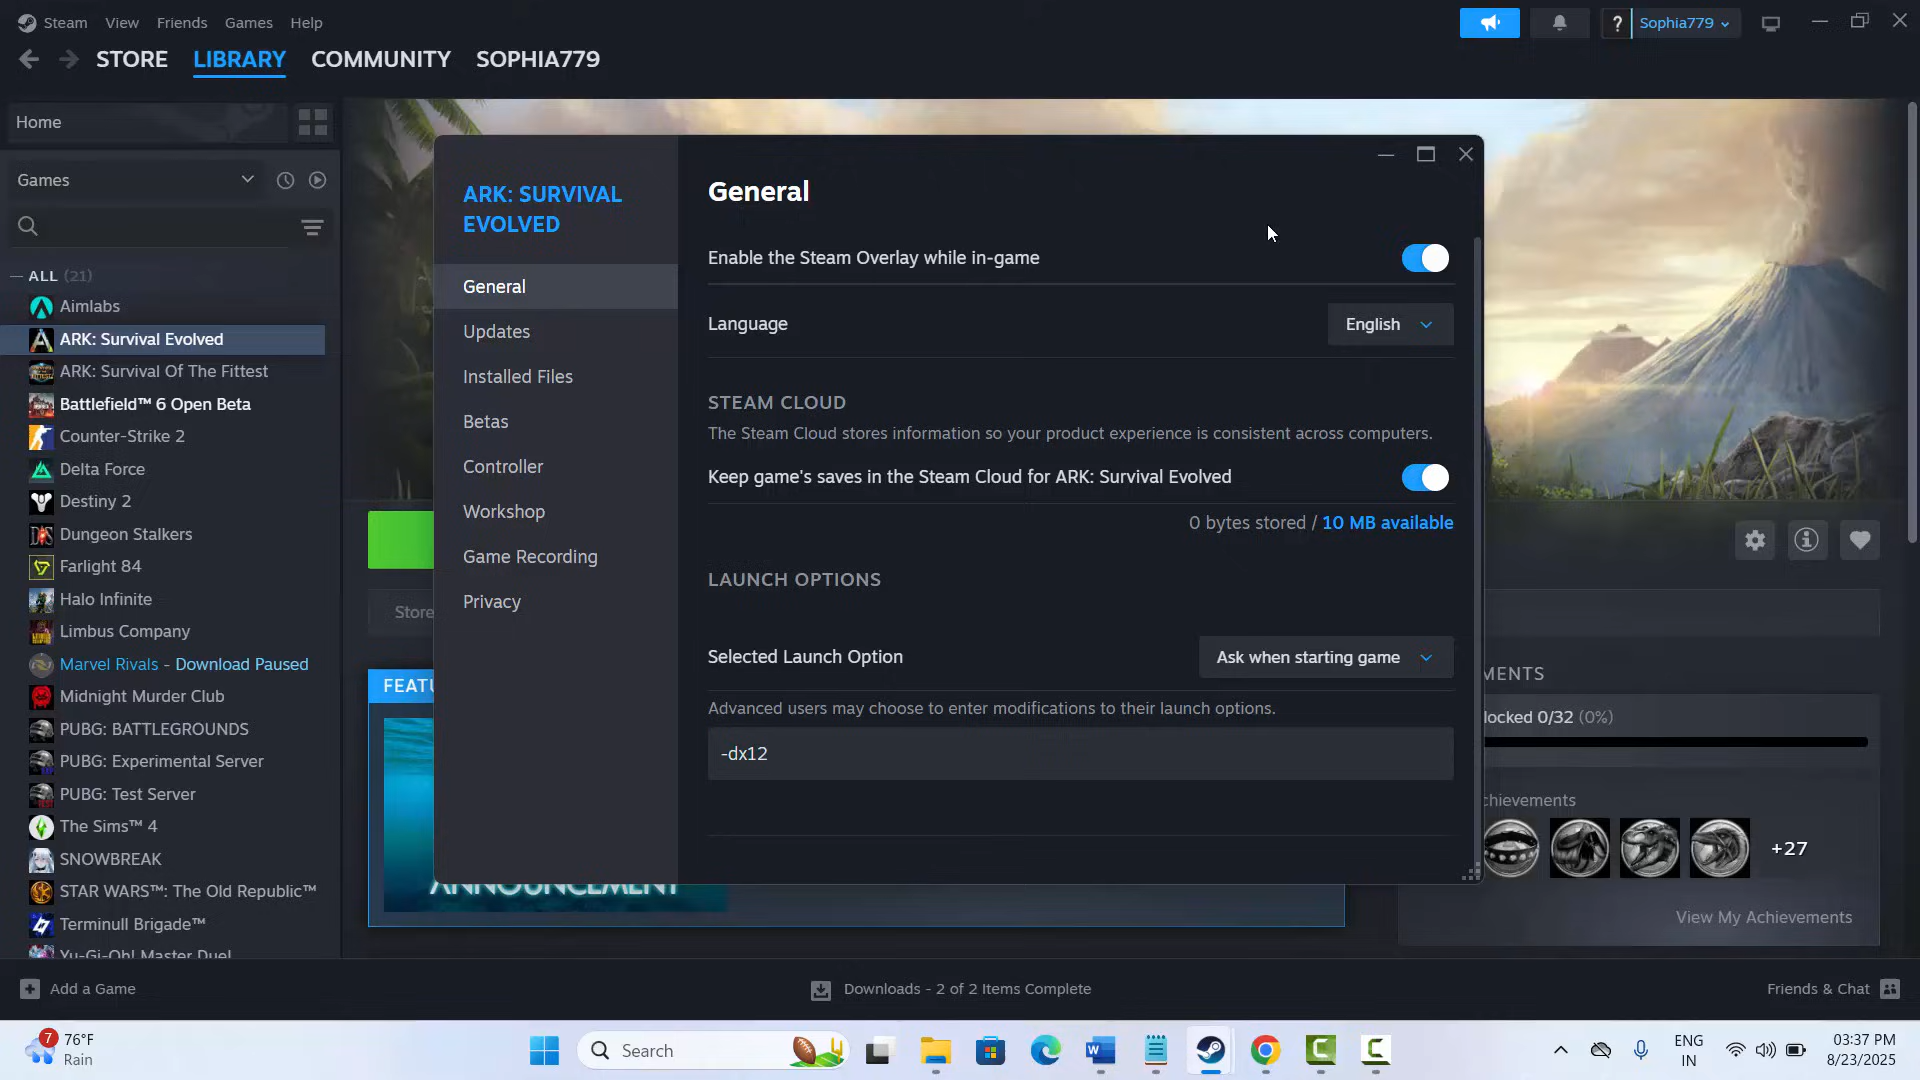 Steam View Friends Games Help
? Sophia779
STORE LIBRARY COMMUNITY SOPHIA779
Home
Games
ALL (21)
Aimlabs
ARK: Survival Evolved
ARK: Survival Of The Fittest
Battlefield™ 6 Open Beta
Counter-Strike 2
Delta Force
Destiny 2
Dungeon Stalkers
Farlight 84
Halo Infinite
Limbus Company
Marvel Rivals - Download Paused
Midnight Murder Club
PUBG: BATTLEGROUNDS
PUBG: Experimental Server
PUBG: Test Server
The Sims™ 4
SNOWBREAK
STAR WARS™: The Old Republic™
Terminull Brigade™
Yu-Gi-Oh! Master Duel
ARK: SURVIVAL
EVOLVED
General
Updates
Installed Files
Betas
Controller
Workshop
Game Recording
Privacy
General
Enable the Steam Overlay while in-game
Language English
STEAM CLOUD
The Steam Cloud stores information so your product experience is consistent across computers.
Keep game's saves in the Steam Cloud for ARK: Survival Evolved
0 bytes stored / 10 MB available
LAUNCH OPTIONS
Selected Launch Option Ask when starting game
Advanced users may choose to enter modifications to their launch options.
-dx12
Store
FEATU
ANNOUNCEMENT
MENTS
locked 0/32 (0%)
chievements
+27
View My Achievements
Add a Game
Downloads - 2 of 2 Items Complete
Friends & Chat
7
76°F
Rain
Search
ENG
IN
03:37 PM
8/23/2025